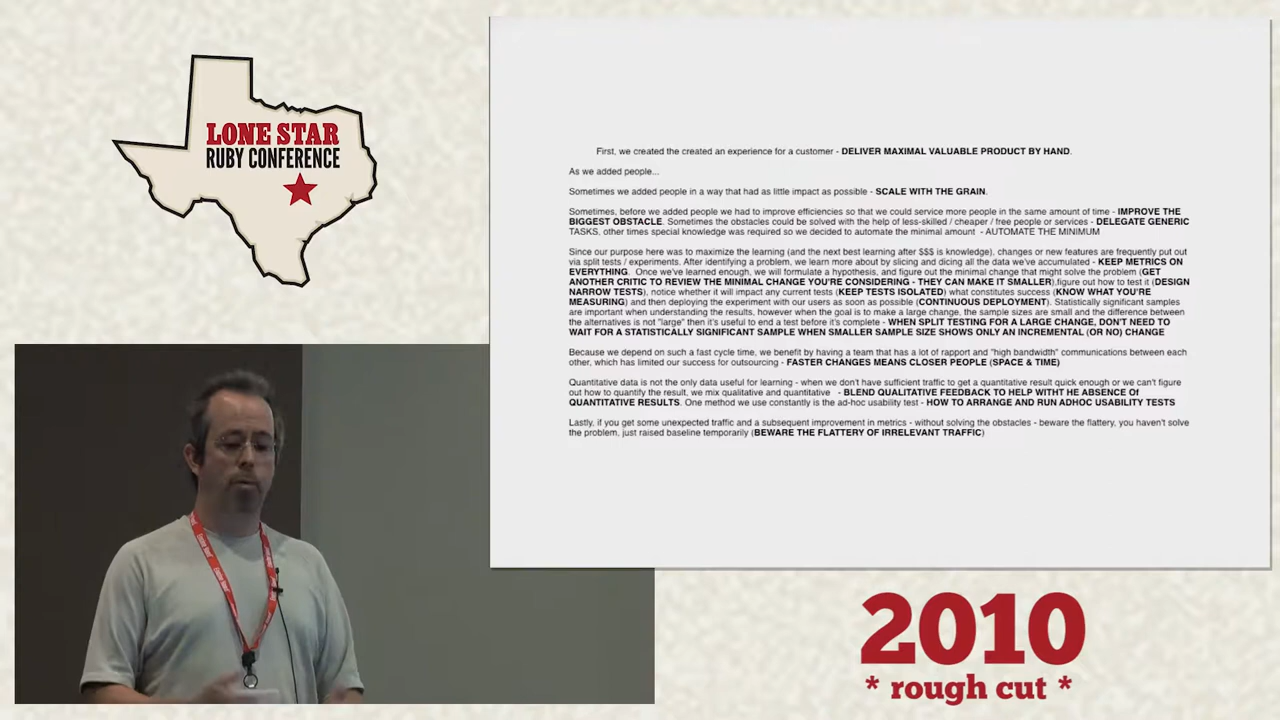 LONE STAR
RUBY CONFERENCE
First, we created the created an experience for a customer - DELIVER MAXIMAL VALUABLE PRODUCT BY HAND.
As we added people...
Sometimes we added people in a way that had as little impact as possible - SCALE WITH THE GRAIN.
Sometimes, before we added people we had to improve efficiencies so that we could service more people in the same amount of time - IMPROVE THE
BIGGEST OBSTACLE. Sometimes the obstacles could be solved with the help of less-skilled / cheaper / free people or services - DELEGATE GENERIC
TASKS, other times special knowledge was required so we decided to automate the minimal amount - AUTOMATE THE MINIMUM
Since our purpose here was to maximize the learning (and the next best learning after $$$ is knowledge), changes or new features are frequently put out
via split tests / experiments. After identifying a problem, we learn more about by slicing and dicing all the data we've accumulated - KEEP METRICS ON
EVERYTHING. Once we've learned enough, we will formulate a hypothesis, and figure out the minimal change that might solve the problem (GET
ANOTHER CRITIC TO REVIEW THE MINIMAL CHANGE YOU'RE CONSIDERING - THEY CAN MAKE IT SMALLER),figure out how to test it (DESIGN
NARROW TESTS), notice whether it will impact any current tests (KEEP TESTS ISOLATED) what constitutes success (KNOW WHAT YOU'RE
MEASURING) and then deploying the experiment with our users as soon as possible (CONTINUOUS DEPLOYMENT). Statistically significant samples
are important when understanding the results, however when the goal is to make a large change, the sample sizes are small and the difference between
the alternatives is not "large" then it's useful to end a test before it's complete - WHEN SPLIT TESTING FOR A LARGE CHANGE, DON'T NEED TO
WAIT FOR A STATISTICALLY SIGNIFICANT SAMPLE WHEN SMALLER SAMPLE SIZE SHOWS ONLY AN INCREMENTAL (OR NO) CHANGE
Because we depend on such a fast cycle time, we benefit by having a team that has a lot of rapport and "high bandwidth" communications between each
other, which has limited our success for outsourcing - FASTER CHANGES MEANS CLOSER PEOPLE (SPACE & TIME)
Quantitative data is not the only data useful for learning - when we don't have sufficient traffic to get a quantitative result quick enough or we can't figure
out how to quantify the result, we mix qualitative and quantitative - BLEND QUALITATIVE FEEDBACK TO HELP WITHT HE ABSENCE Of
QUANTITATIVE RESULTS. One method we use constantly is the ad-hoc usability test - HOW TO ARRANGE AND RUN ADHOC USABILITY TESTS
Lastly, if you get some unexpected traffic and a subsequent improvement in metrics - without solving the obstacles - beware the flattery, you haven't solve
the problem, just raised baseline temporarily (BEWARE THE FLATTERY OF IRRELEVANT TRAFFIC)
2010
* rough cut *